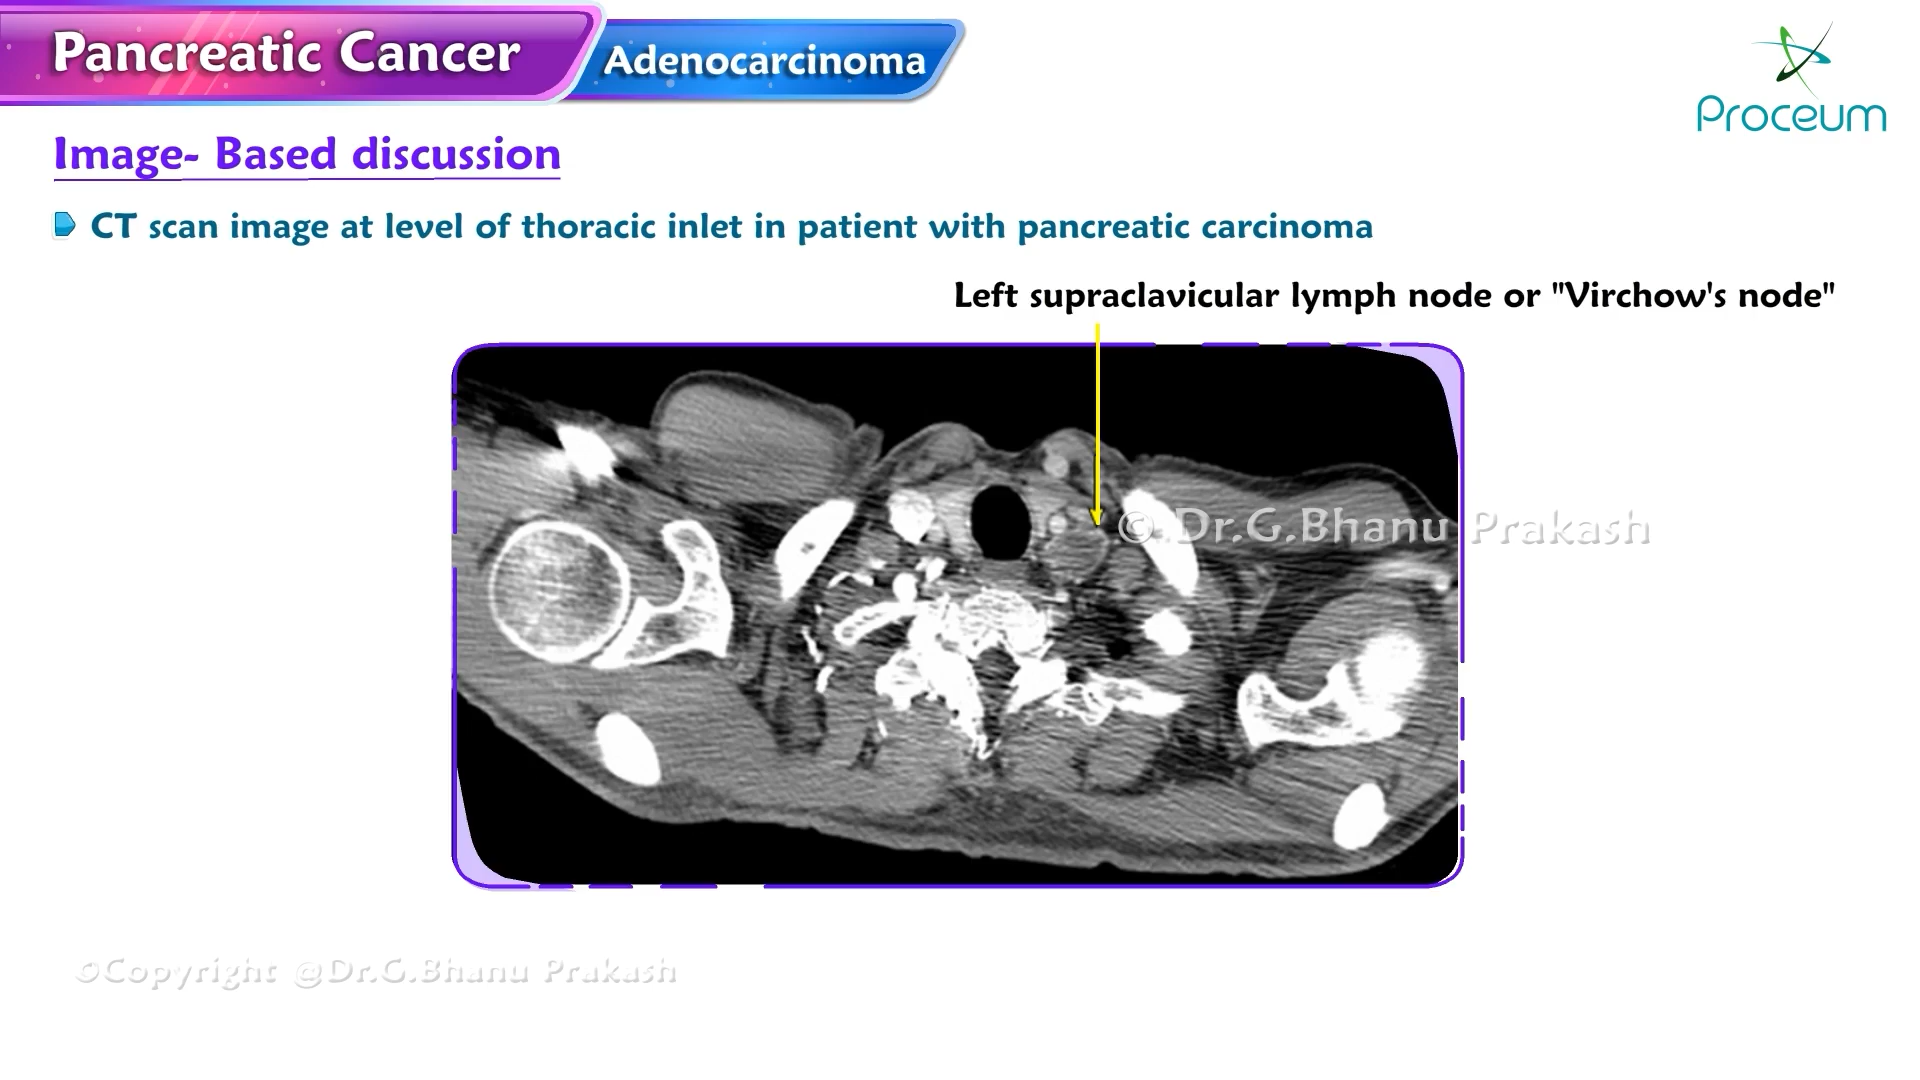 Pancreatic Cancer
Adenocarcinoma
Proceum
Image- Based discussion
CT scan image at level of thoracic inlet in patient with pancreatic carcinoma
Left supraclavicular lymph node or "Virchow's node"
© Dr.G.Bhanu Prakash
©Copyright @Dr.G.Bhanu Prakash